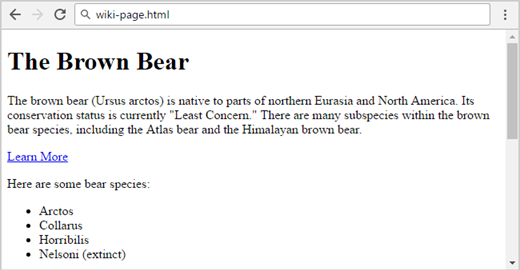 wiki-page.html
The Brown Bear
The brown bear (Ursus arctos) is native to parts of northern Eurasia and North America. Its
conservation status is currently "Least Concern." There are many subspecies within the brown
bear species, including the Atlas bear and the Himalayan brown bear.
Learn More
Here are some bear species:
Arctos
Collarus
Horribilis
Nelsoni (extinct)